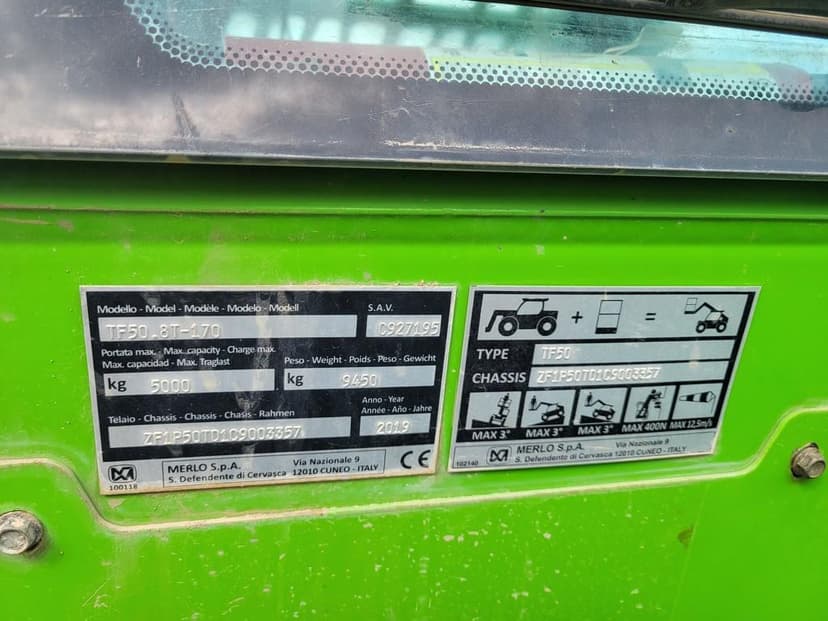 Modello - Model - Modèle - Modelo - Modell
S.A.V.
TF50.8T-170
C927195
Portata max. - Max. capacity - Charge max.
Max. capacidad - Max. Traglast
Peso - Weight - Poids - Peso - Gewicht
kg 5000
kg 9450
Telaio - Chassis - Chassis - Chasis - Rahmen
Anno - Year
Année - Año - Jahre
ZF1P50TD1C9003357
2019
100118
MERLO S.p.A. Via Nazionale 9
S. Defendente di Cervasca 12010 CUNEO - ITALY
CE
+ =
TYPE TF50
CHASSIS ZF1P50TD1C9003357
MAX 3° MAX 3° MAX 3° MAX 400N MAX 12.5m/s
102140
MERLO S.p.A. Via Nazionale 9
S. Defendente di Cervasca 12010 CUNEO - ITALY